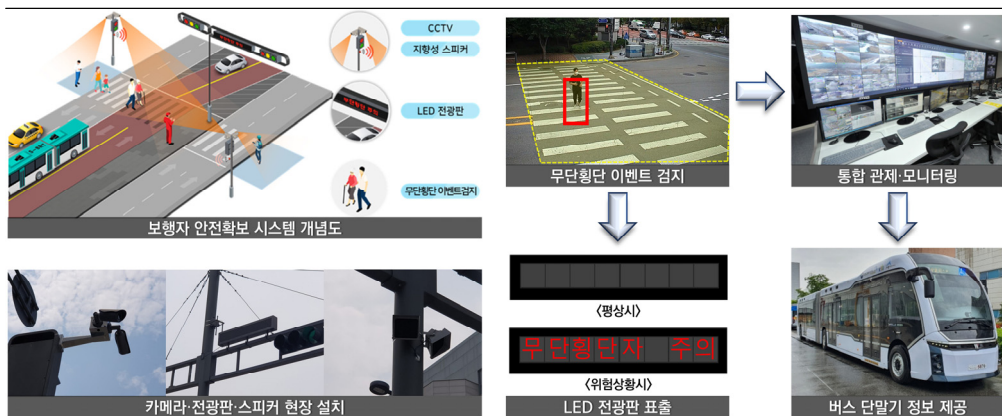 CCTV
지향성 스피커
LED 전광판
무단횡단 이벤트검지
보행자 안전확보 시스템 개념도
무단횡단 이벤트 검지
통합 관제·모니터링
<평상시>
무단횡단자 주의
<위험상황시>
카메라·전광판·스피커 현장 설치
LED 전광판 표출
버스 단말기 정보 제공